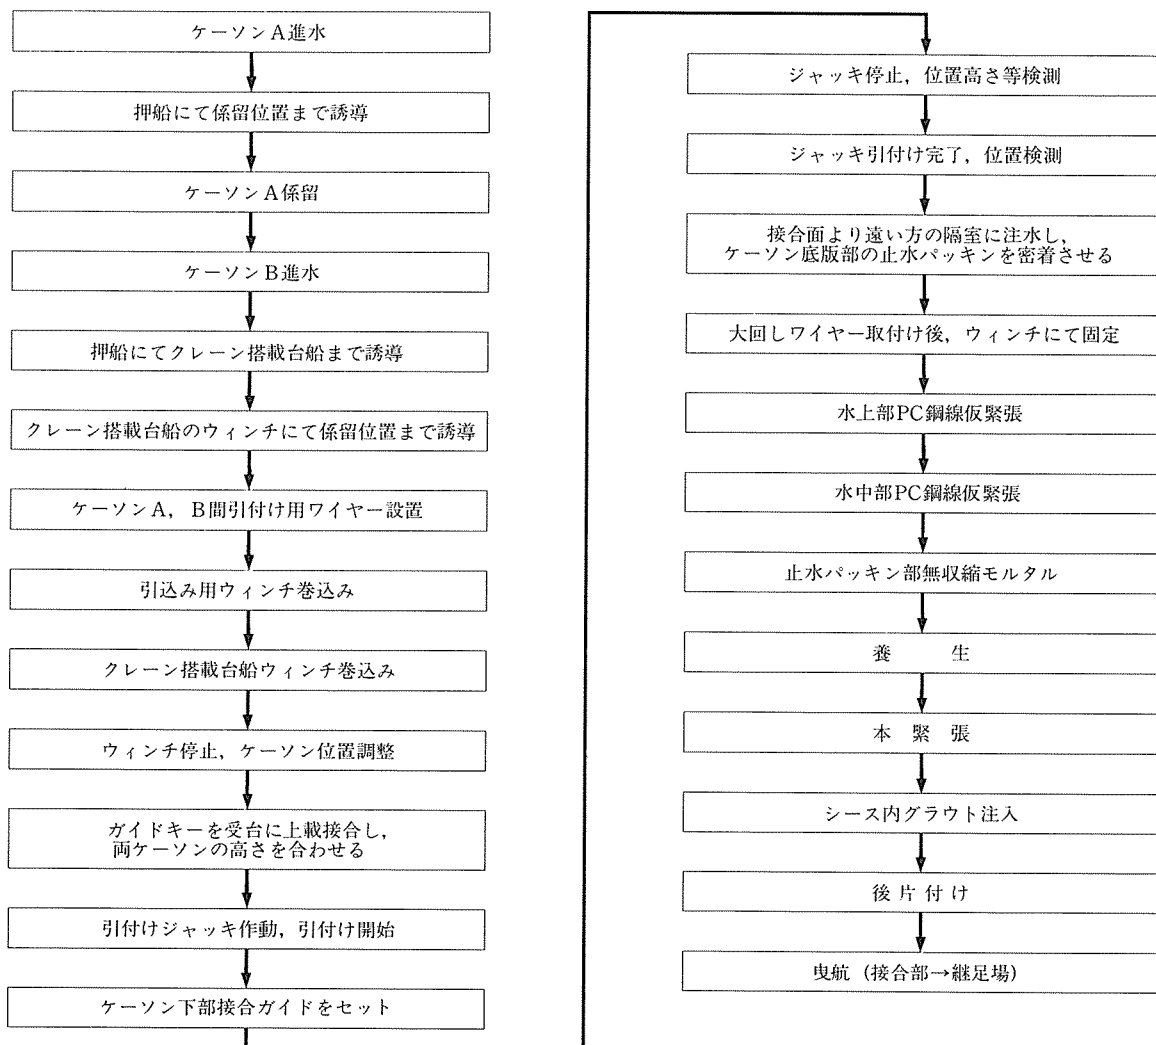 ケーソンA進水
押船にて係留位置まで誘導
ケーソンA係留
ケーソンB進水
押船にてクレーン搭載台船まで誘導
クレーン搭載台船のウィンチにて係留位置まで誘導
ケーソンA，B間引付け用ワイヤー設置
引込み用ウィンチ巻込み
クレーン搭載台船ウィンチ巻込み
ウィンチ停止，ケーソン位置調整
ガイドキーを受台に上載接合し，
両ケーソンの高さを合わせる
引付けジャッキ作動，引付け開始
ケーソン下部接合ガイドをセット
ジャッキ停止，位置高さ等検測
ジャッキ引付け完了，位置検測
接合面より遠い方の隔室に注水し，
ケーソン底版部の止水パッキンを密着させる
大回しワイヤー取付け後，ウィンチにて固定
水上部PC鋼線仮緊張
水中部PC鋼線仮緊張
止水パッキン部無収縮モルタル
養　　生
本　緊　張
シース内グラウト注入
後 片 付 け
曳航（接合部→継足場）